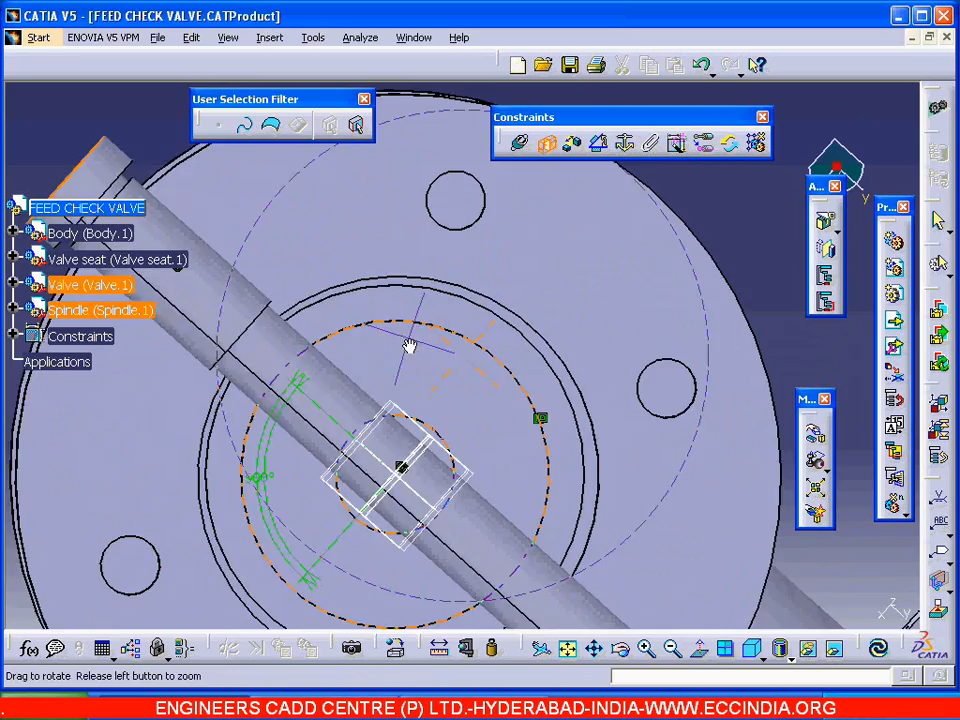 CATIA V5 - [FEED CHECK VALVE.CATProduct]
Start ENOVIA V5 VPM File Edit View Insert Tools Analyze Window Help
User Selection Filter
Constraints
A...
Pr...
y
FEED CHECK VALVE
Body (Body.1)
Valve seat (Valve seat.1)
Valve (Valve.1)
Spindle (Spindle.1)
Constraints
Applications
M...
ABC
z
y
f(x)
CATIA
Drag to rotate Release left button to zoom
ENGINEERS CADD CENTRE (P) LTD.-HYDERABAD-INDIA-WWW.ECCINDIA.ORG